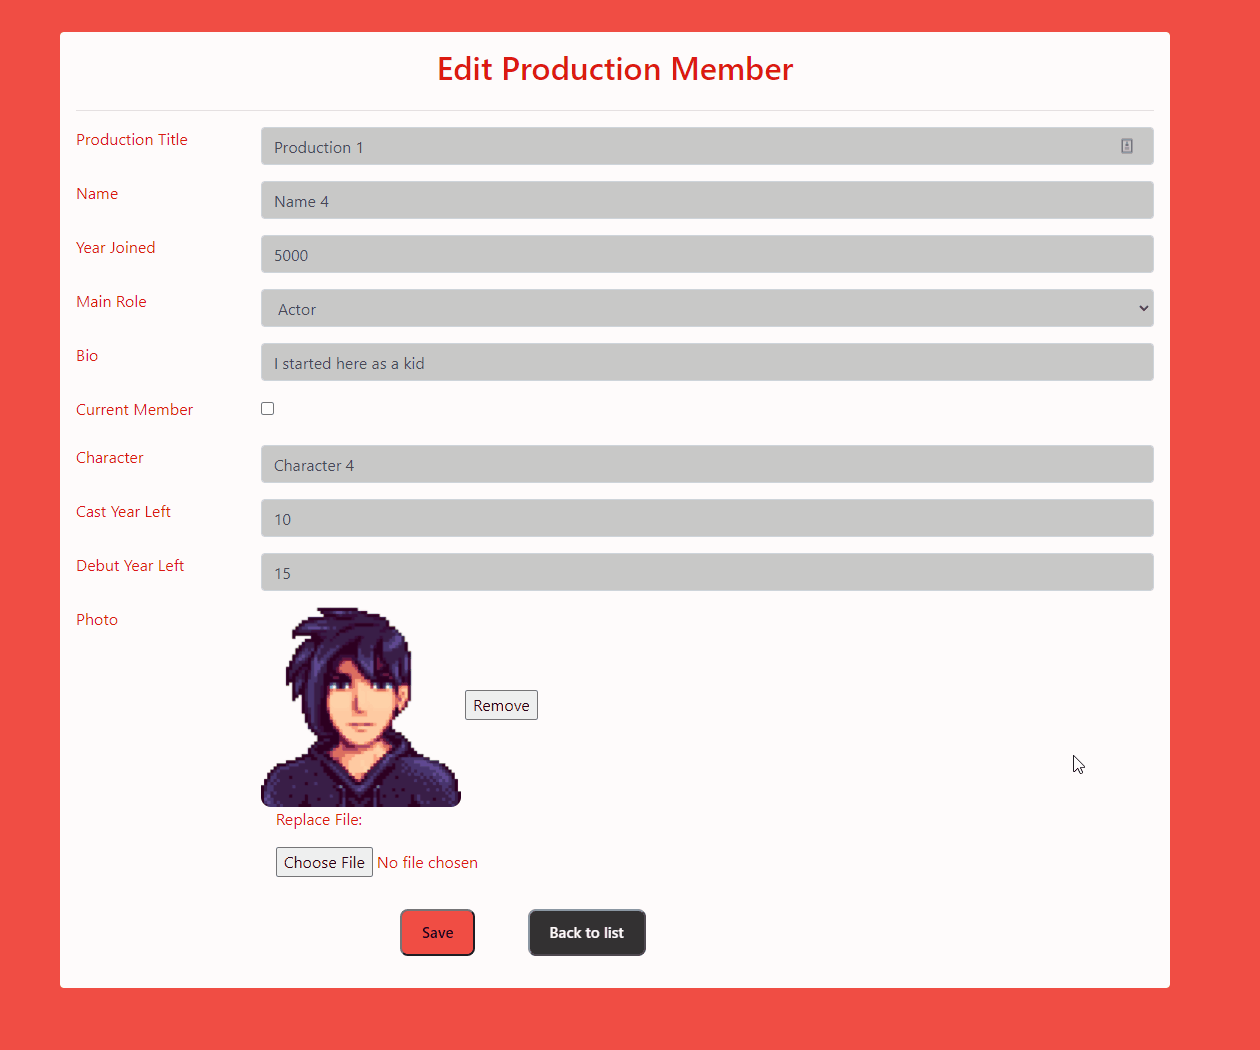 Edit Production Member
Production Title
Production 1
Name
Name 4
Year Joined
5000
Main Role
Actor
Bio
I started here as a kid
Current Member
Character
Character 4
Cast Year Left
10
Debut Year Left
15
Photo
Remove
Replace File:
Choose File No file chosen
Save Back to list